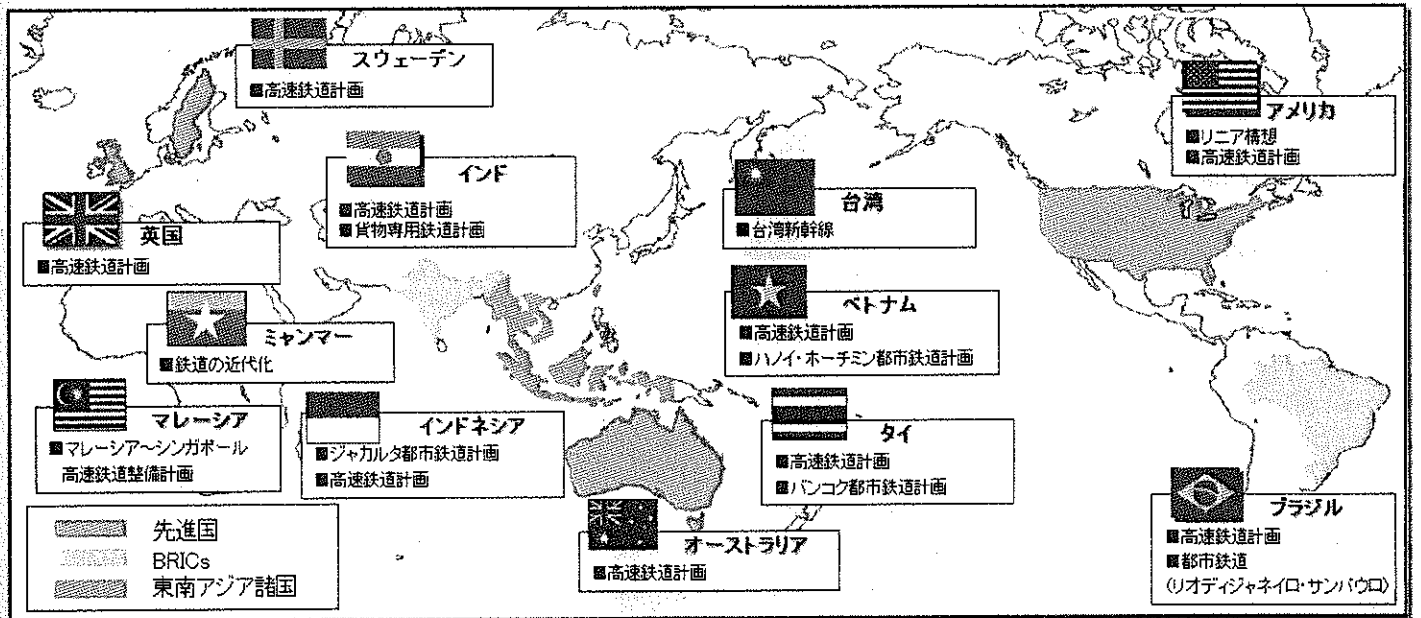 スウェーデン
■高速鉄道計画
アメリカ
■リニア構想
■高速鉄道計画
インド
■高速鉄道計画
■貨物専用鉄道計画
台湾
■台湾新幹線
英国
■高速鉄道計画
ベトナム
■高速鉄道計画
■ハノイ・ホーチミン都市鉄道計画
ミャンマー
■鉄道の近代化
マレーシア
■マレーシア～シンガポール
高速鉄道整備計画
インドネシア
■ジャカルタ都市鉄道計画
■高速鉄道計画
タイ
■高速鉄道計画
■バンコク都市鉄道計画
ブラジル
■高速鉄道計画
■都市鉄道
(リオディジャネイロ・サンパウロ)
オーストラリア
■高速鉄道計画
先進国
BRICs
東南アジア諸国